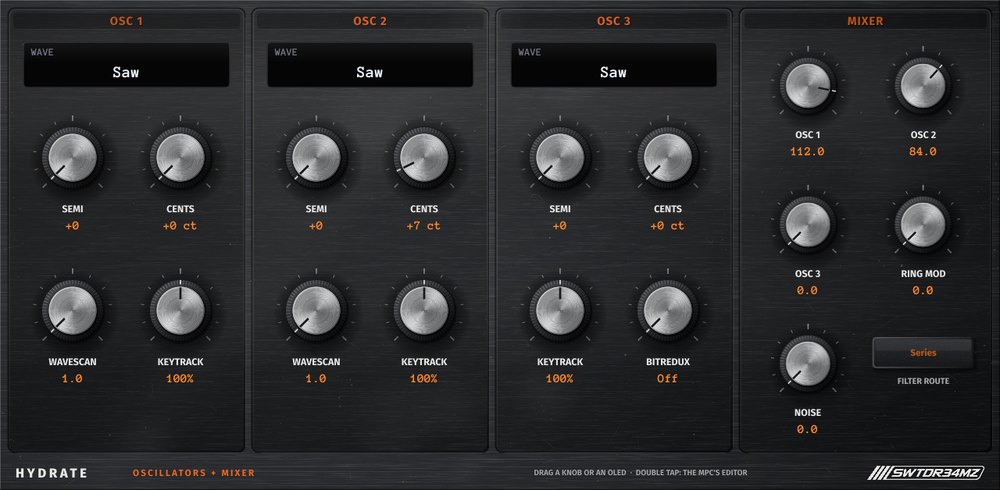 OSC 1
OSC 2
OSC 3
MIXER
WAVE
Saw
WAVE
Saw
WAVE
Saw
SEMI
+0
CENTS
+0 ct
SEMI
+0
CENTS
+7 ct
SEMI
+0
CENTS
+0 ct
OSC 1
112.0
OSC 2
84.0
WAVESCAN
1.0
KEYTRACK
100%
WAVESCAN
1.0
KEYTRACK
100%
KEYTRACK
100%
BITREDUX
Off
OSC 3
0.0
RING MOD
0.0
NOISE
0.0
Series
FILTER ROUTE
HYDRATE
OSCILLATORS + MIXER
DRAG A KNOB OR AN OLED · DOUBLE TAP: THE MPC'S EDITOR
SWTDR34MZ